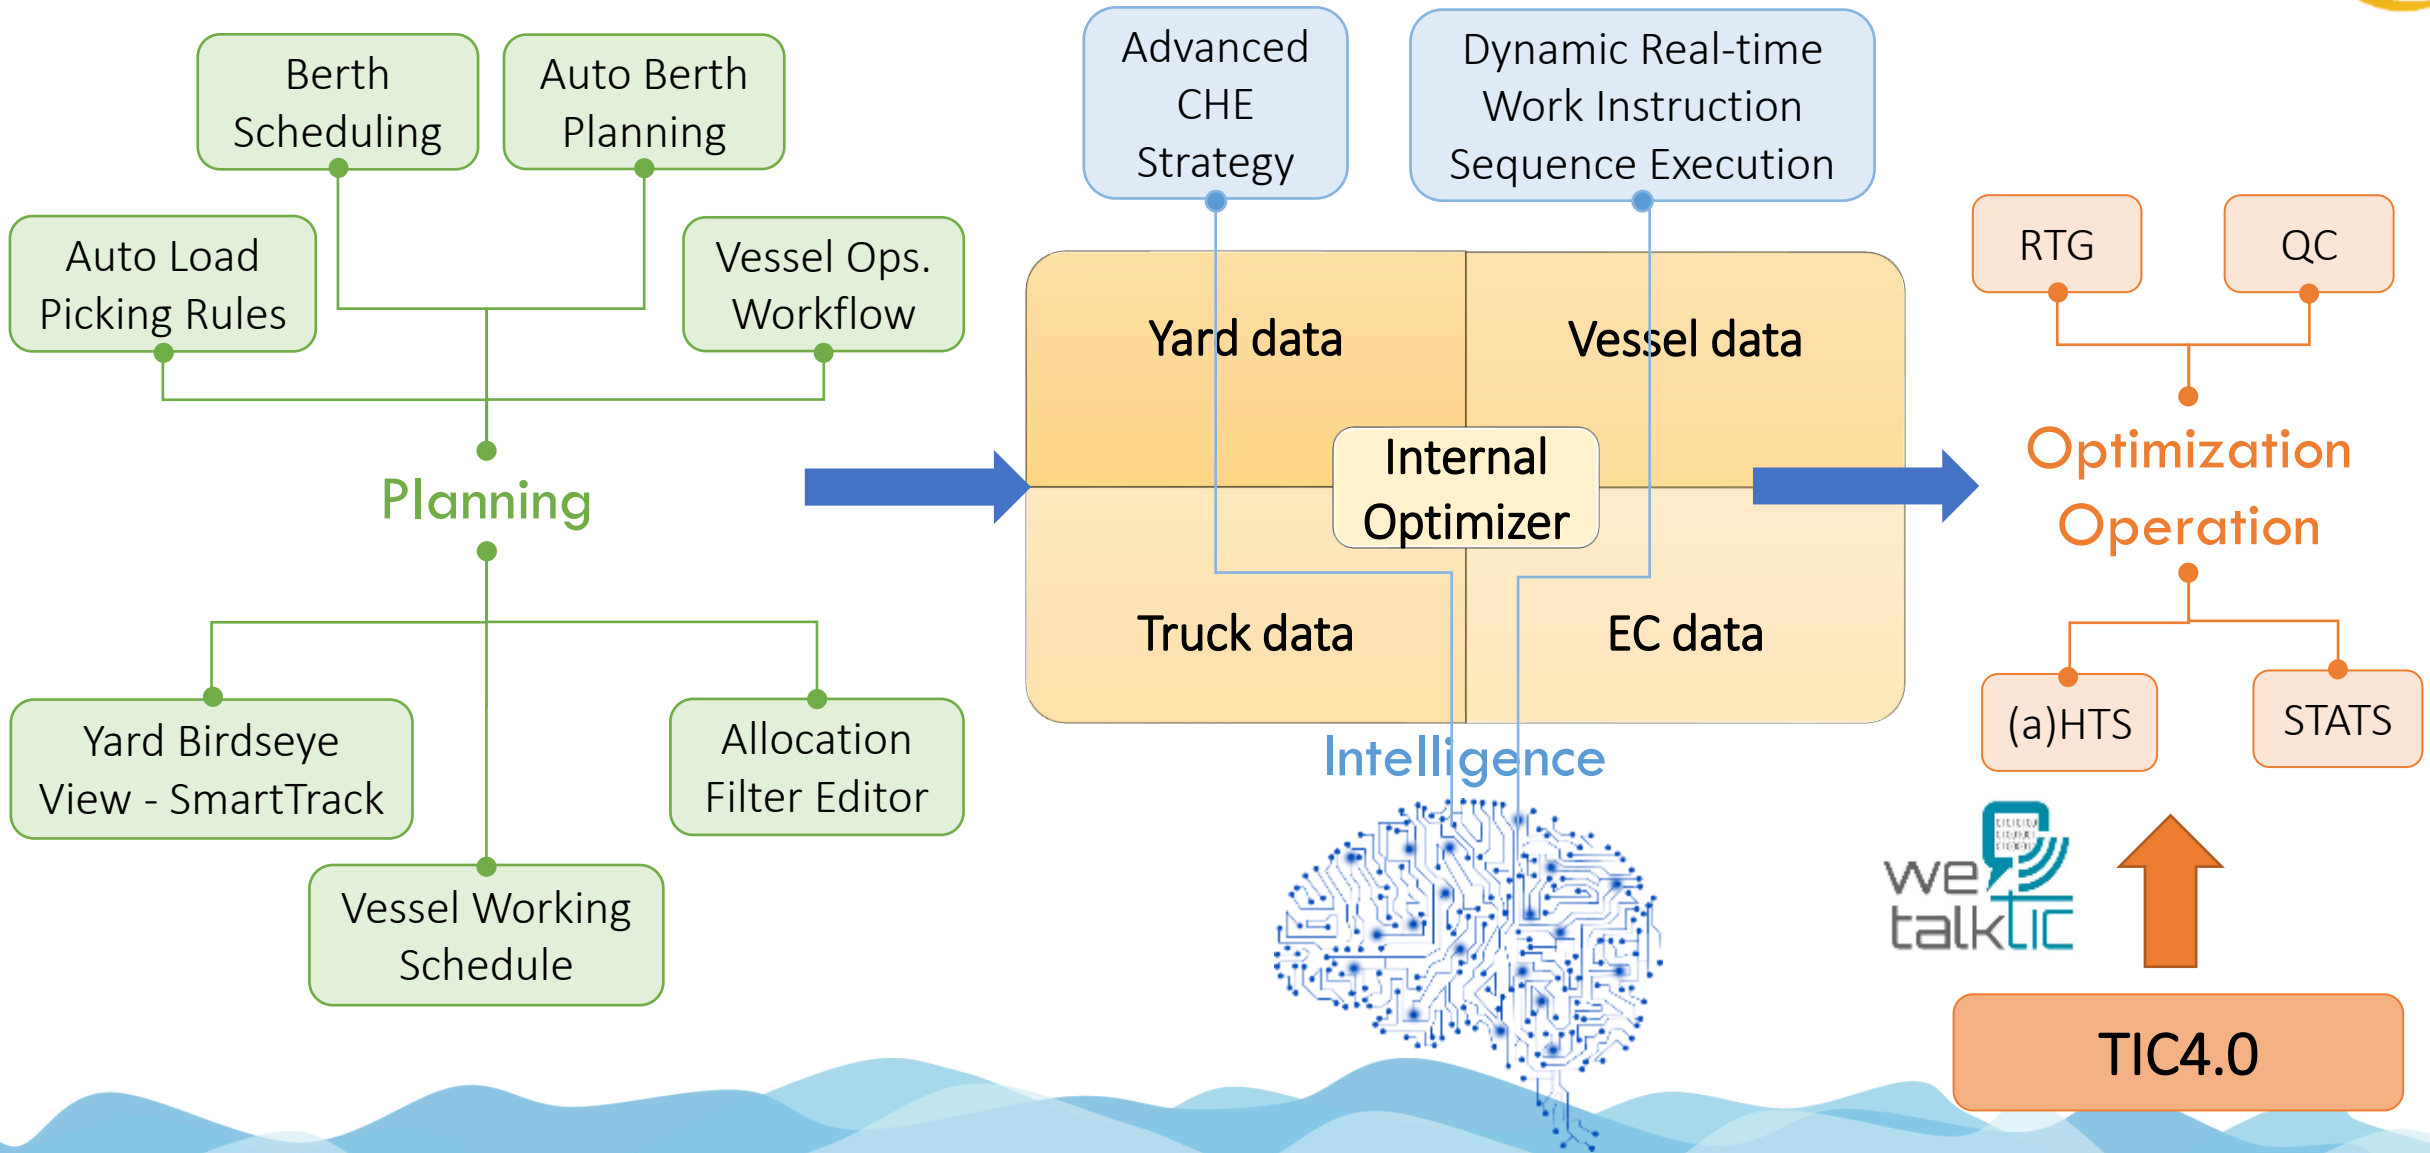 Berth
Scheduling
Auto Berth
Planning
Auto Load
Picking Rules
Vessel Ops.
Workflow
Planning
Yard Birdseye
View - SmartTrack
Allocation
Filter Editor
Vessel Working
Schedule
Advanced
CHE
Strategy
Dynamic Real-time
Work Instruction
Sequence Execution
Yard data
Vessel data
Internal
Optimizer
Truck data
EC data
Intelligence
RTG
QC
Optimization
Operation
(a)HTS
STATS
we
talktic
TIC4.0